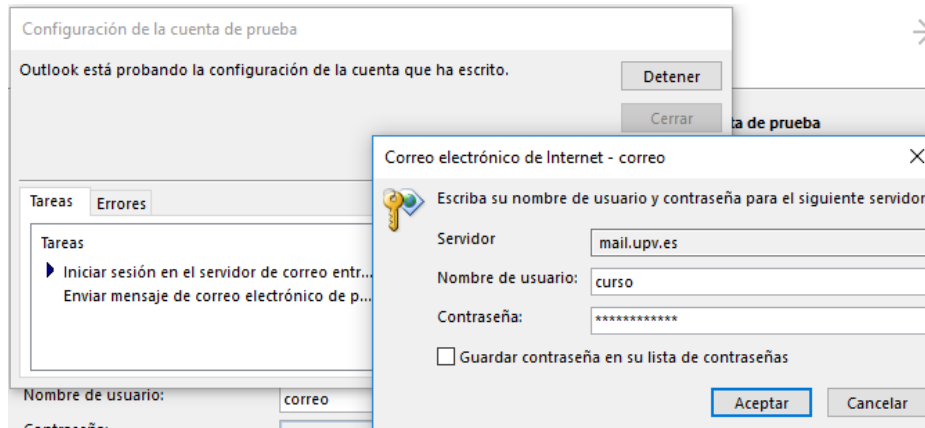 Configuración de la cuenta de prueba
Outlook está probando la configuración de la cuenta que ha escrito.
Detener
Cerrar
ta de prueba
Correo electrónico de Internet - correo
Escriba su nombre de usuario y contraseña para el siguiente servidor
Tareas
Errores
Tareas
Iniciar sesión en el servidor de correo entr...
Enviar mensaje de correo electrónico de p...
Servidor
mail.upv.es
Nombre de usuario:
curso
Contraseña:
************
Guardar contraseña en su lista de contraseñas
Aceptar
Cancelar
Nombre de usuario:
correo
Contraseña: